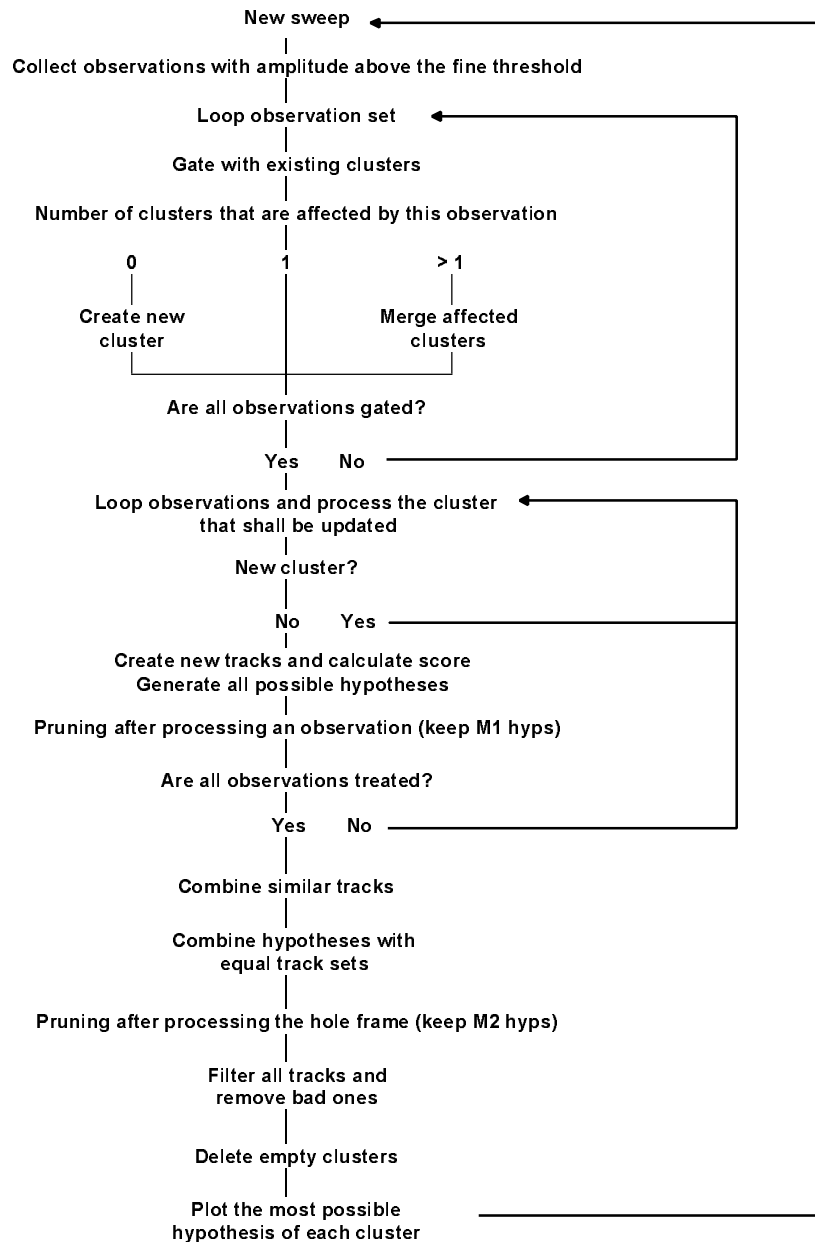 New sweep
Collect observations with amplitude above the fine threshold
Loop observation set
Gate with existing clusters
Number of clusters that are affected by this observation
0 1 > 1
Create new
cluster
Merge affected
clusters
Are all observations gated?
Yes No
Loop observations and process the cluster
that shall be updated
New cluster?
No Yes
Create new tracks and calculate score
Generate all possible hypotheses
Pruning after processing an observation (keep M1 hyps)
Are all observations treated?
Yes No
Combine similar tracks
Combine hypotheses with
equal track sets
Pruning after processing the hole frame (keep M2 hyps)
Filter all tracks and
remove bad ones
Delete empty clusters
Plot the most possible
hypothesis of each cluster